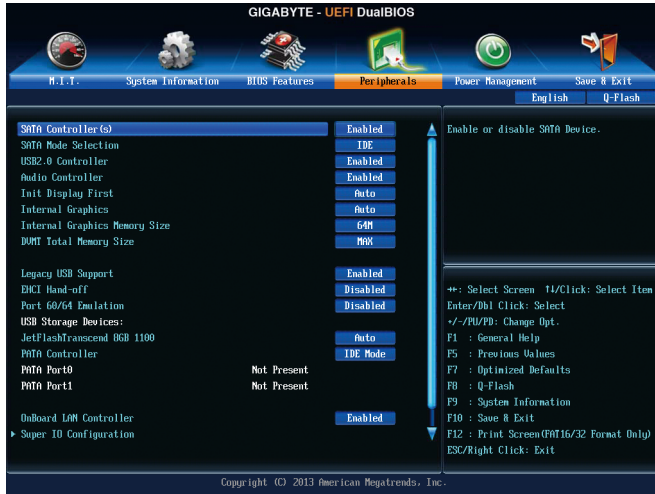 GIGABYTE - UEFI DualBIOS
M.I.T.
System Information
BIOS Features
Peripherals
Power Management
Save & Exit
English
Q-Flash
SATA Controller(s) Enabled
SATA Mode Selection IDE
USB2.0 Controller Enabled
Audio Controller Enabled
Init Display First Auto
Internal Graphics Auto
Internal Graphics Memory Size 64M
DVMT Total Memory Size MAX
Legacy USB Support Enabled
EHCI Hand-off Disabled
Port 60/64 Emulation Disabled
USB Storage Devices:
JetFlashTranscend 8GB 1100 Auto
PATA Controller IDE Mode
PATA Port0 Not Present
PATA Port1 Not Present
OnBoard LAN Controller Enabled
Super IO Configuration
Enable or disable SATA Device.
↔: Select Screen ↑↓/Click: Select Item
Enter/Dbl Click: Select
+/-/PU/PD: Change Opt.
F1 : General Help
F5 : Previous Values
F7 : Optimized Defaults
F8 : Q-Flash
F9 : System Information
F10 : Save & Exit
F12 : Print Screen(FAT16/32 Format Only)
ESC/Right Click: Exit
Copyright (C) 2013 American Megatrends, Inc.